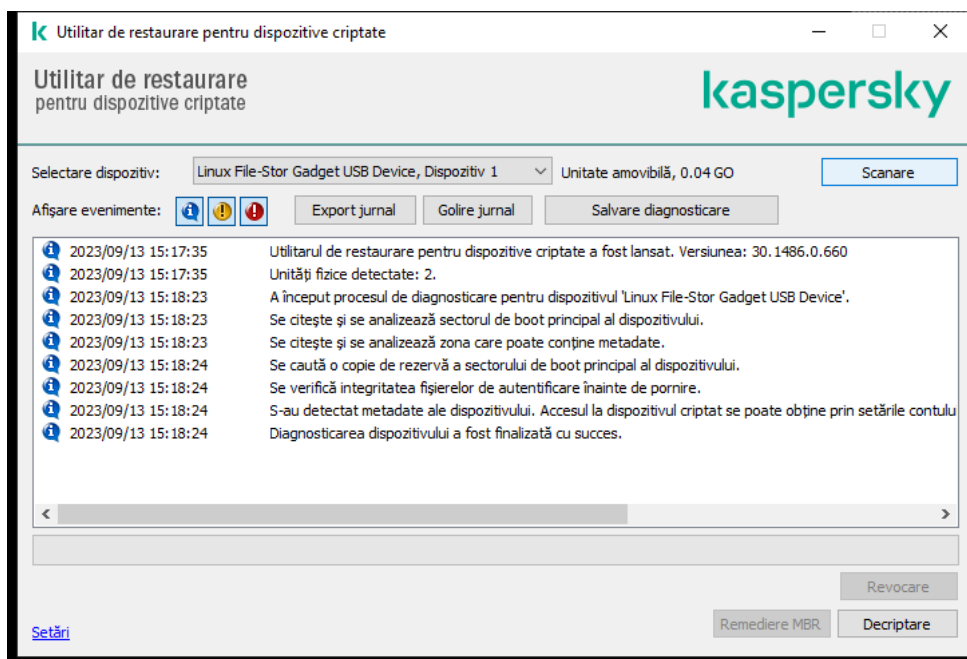 Utilitar de restaurare pentru dispozitive criptate
Utilitar de restaurare
pentru dispozitive criptate
kaspersky
Selectare dispozitiv: Linux File-Stor Gadget USB Device, Dispozitiv 1 Unitate amovibilă, 0.04 GO Scanare
Afișare evenimente: Export jurnal Golire jurnal Salvare diagnosticare
2023/09/13 15:17:35 Utilitarul de restaurare pentru dispozitive criptate a fost lansat. Versiunea: 30.1486.0.660
2023/09/13 15:17:35 Unități fizice detectate: 2.
2023/09/13 15:18:23 A început procesul de diagnosticare pentru dispozitivul 'Linux File-Stor Gadget USB Device'.
2023/09/13 15:18:23 Se citește și se analizează sectorul de boot principal al dispozitivului.
2023/09/13 15:18:23 Se citește și se analizează zona care poate conține metadate.
2023/09/13 15:18:24 Se caută o copie de rezervă a sectorului de boot principal al dispozitivului.
2023/09/13 15:18:24 Se verifică integritatea fișierelor de autentificare înainte de pornire.
2023/09/13 15:18:24 S-au detectat metadate ale dispozitivului. Accesul la dispozitivul criptat se poate obține prin setările contulu
2023/09/13 15:18:24 Diagnosticarea dispozitivului a fost finalizată cu succes.
Revocare
Setări Remediere MBR Decriptare